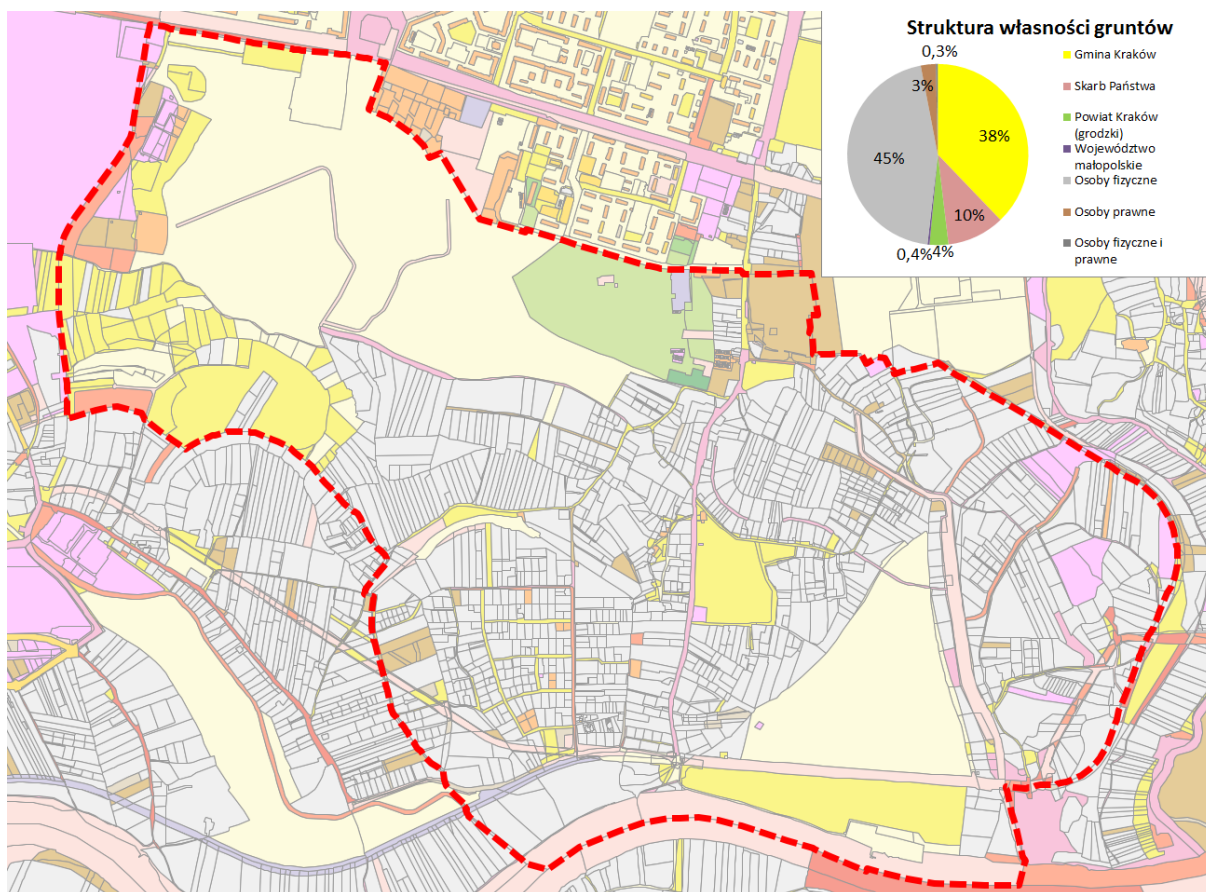 Struktura własności gruntów
0,3%
3%
38%
45%
10%
0,4%
4%
Gmina Kraków
Skarb Państwa
Powiat Kraków
(grodzki)
Województwo
małopolskie
Osoby fizyczne
Osoby prawne
Osoby fizyczne i
prawne